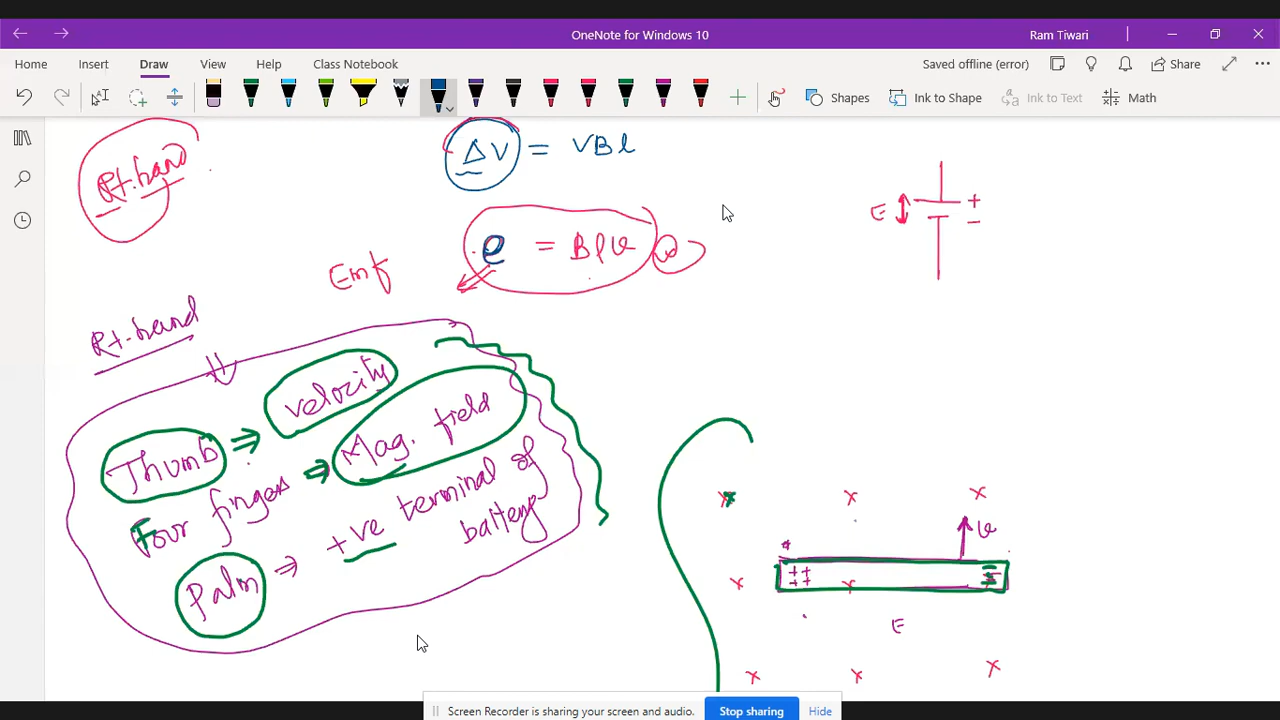 OneNote for Windows 10
Ram Tiwari
Home Insert Draw View Help Class Notebook
Saved offline (error)
Share
Shapes
Ink to Shape
Ink to Text
Math
Rt. hand
ΔV = VBl
E
+
-
e = Blv
Emf
Rt-hand
Thumb ⇒ velocity
Four finges ⇒ Mag. field
Palm ⇒ +ve terminal of
battery
x x x
v
++
++
x x
E
x x x
Screen Recorder is sharing your screen and audio.
Stop sharing
Hide